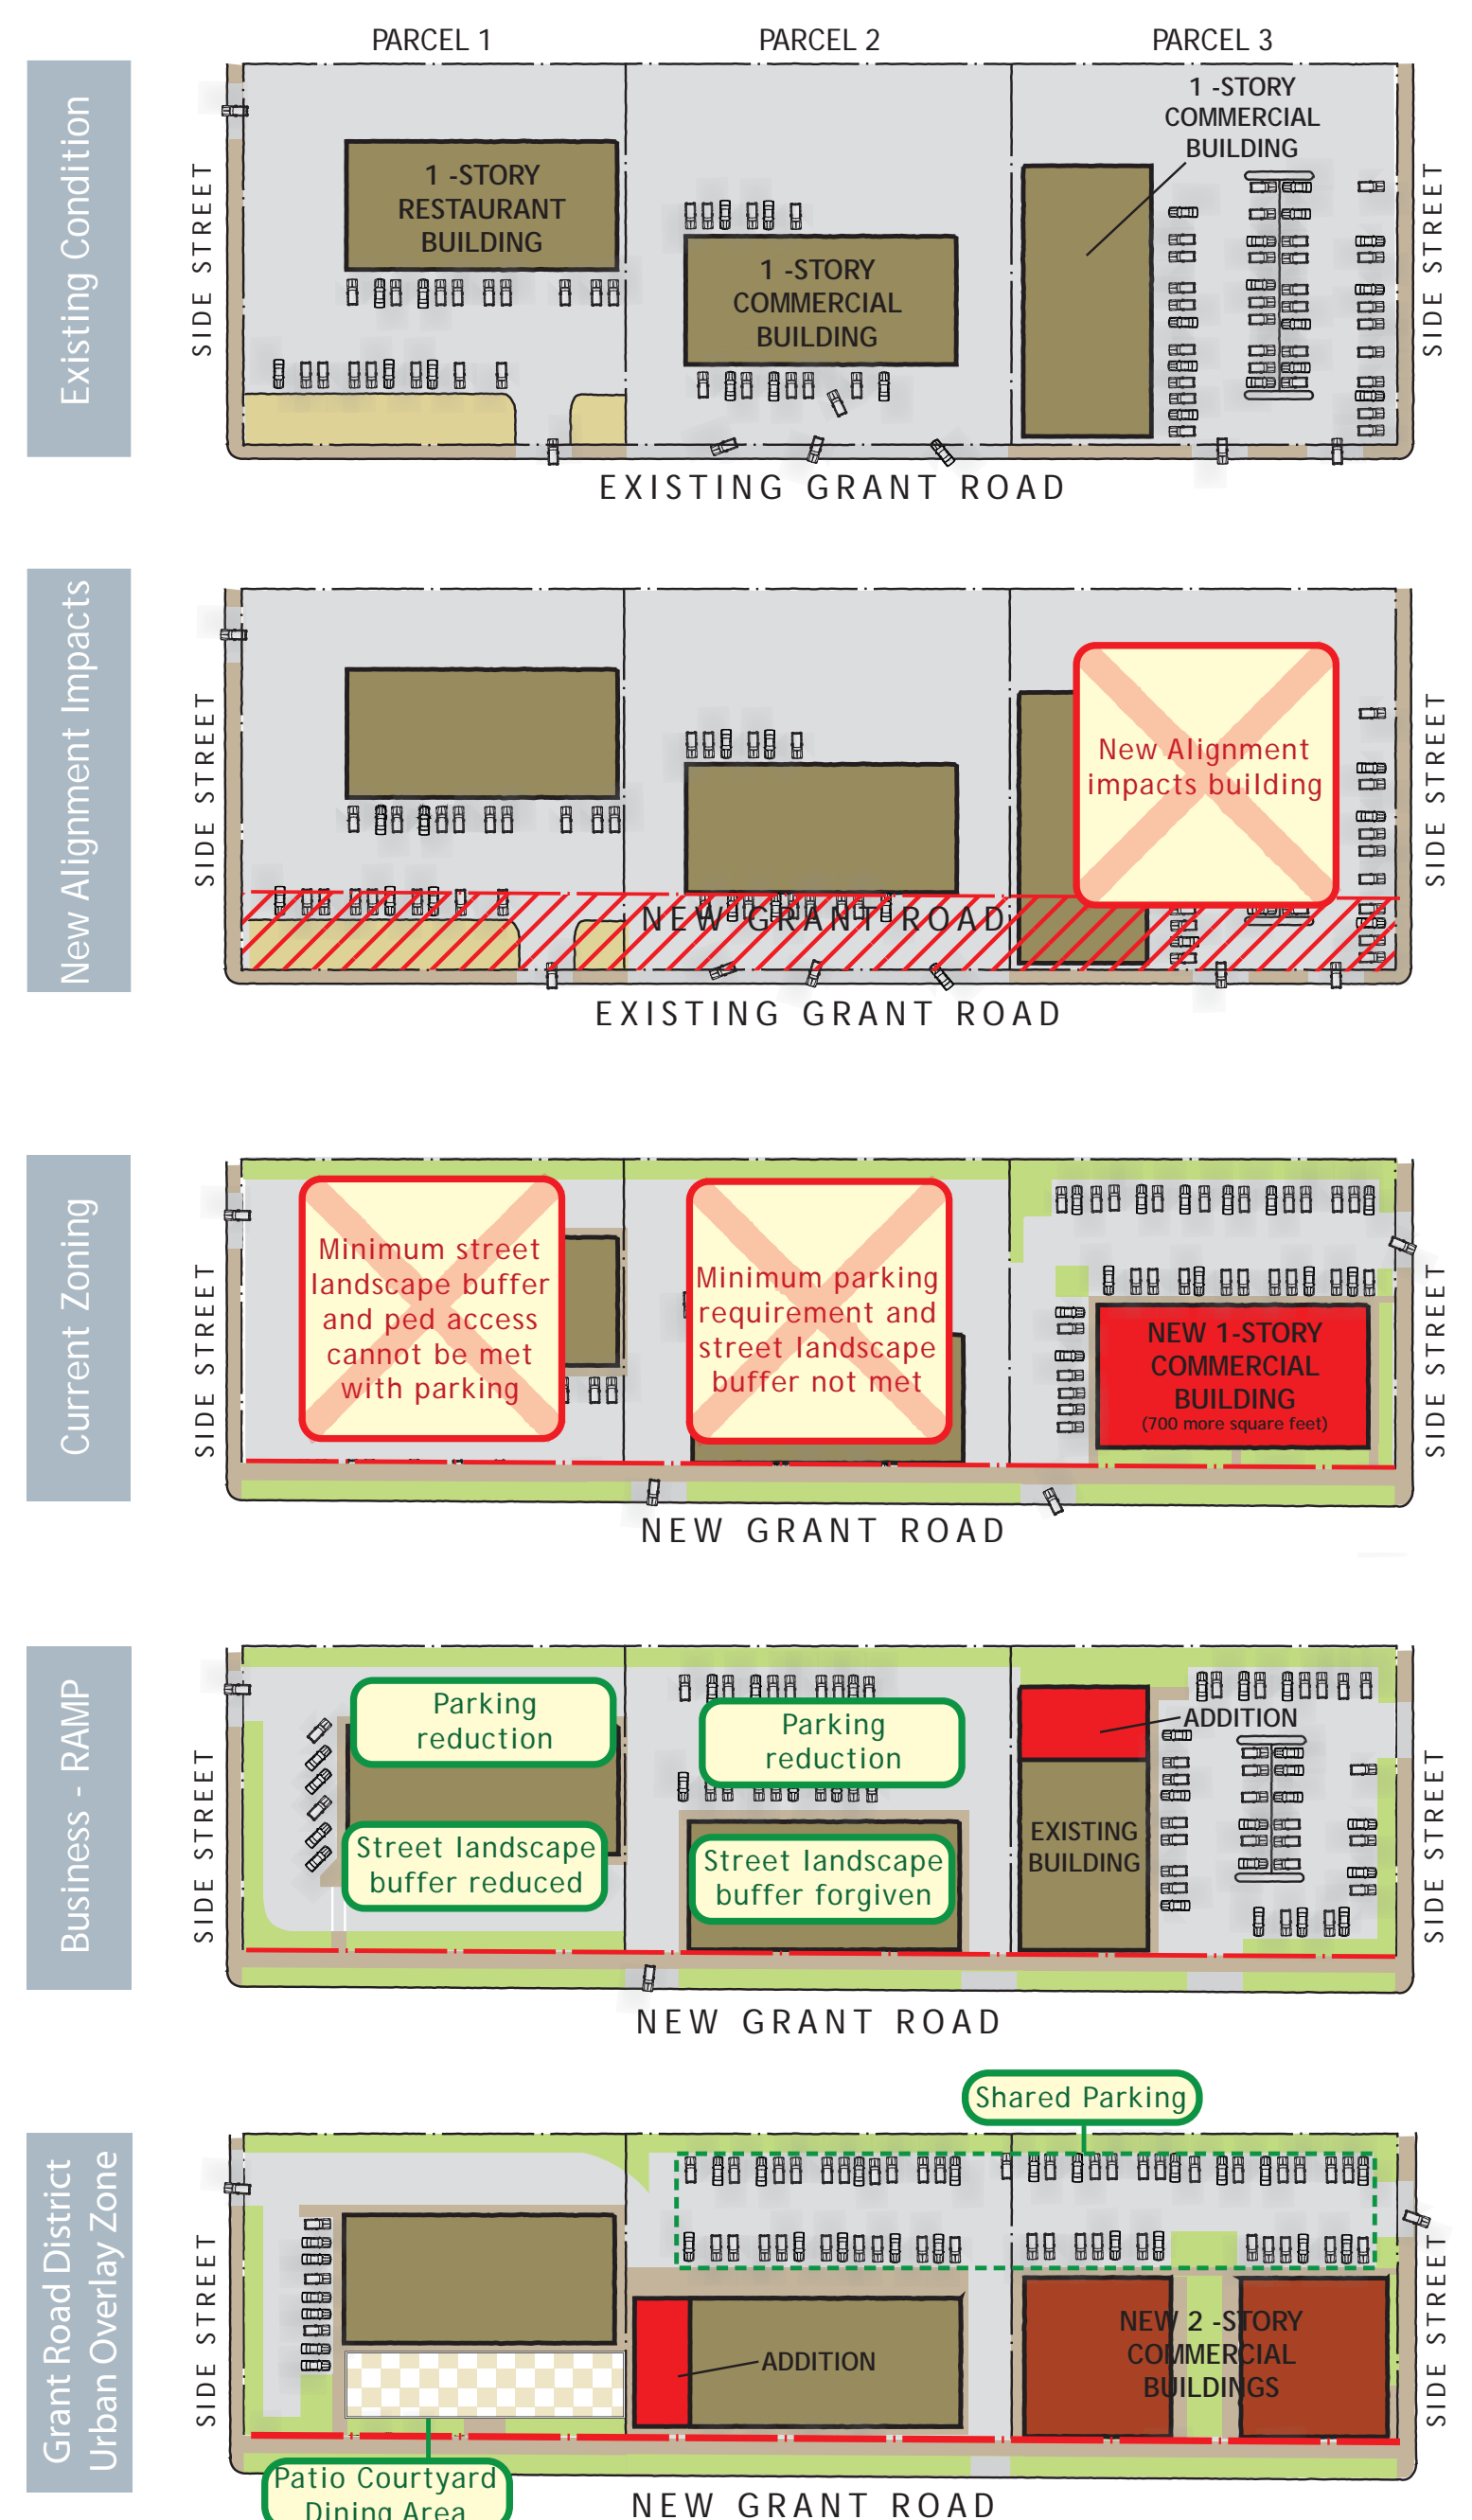 PARCEL 1
PARCEL 2
PARCEL 3
Existing Condition
SIDE STREET
1 -STORY
RESTAURANT
BUILDING
1 -STORY
COMMERCIAL
BUILDING
1 -STORY
COMMERCIAL
BUILDING
SIDE STREET
EXISTING GRANT ROAD
New Alignment Impacts
SIDE STREET
New Alignment
impacts building
SIDE STREET
NEW GRANT ROAD
EXISTING GRANT ROAD
Current Zoning
SIDE STREET
Minimum street
landscape buffer
and ped access
cannot be met
with parking
Minimum parking
requirement and
street landscape
buffer not met
NEW 1-STORY
COMMERCIAL
BUILDING
(700 more square feet)
SIDE STREET
NEW GRANT ROAD
Business - RAMP
SIDE STREET
Parking
reduction
Street landscape
buffer reduced
Parking
reduction
Street landscape
buffer forgiven
ADDITION
EXISTING
BUILDING
SIDE STREET
NEW GRANT ROAD
Shared Parking
Grant Road District
Urban Overlay Zone
SIDE STREET
ADDITION
NEW 2 -STORY
COMMERCIAL
BUILDINGS
SIDE STREET
Patio Courtyard
Dining Area
NEW GRANT ROAD